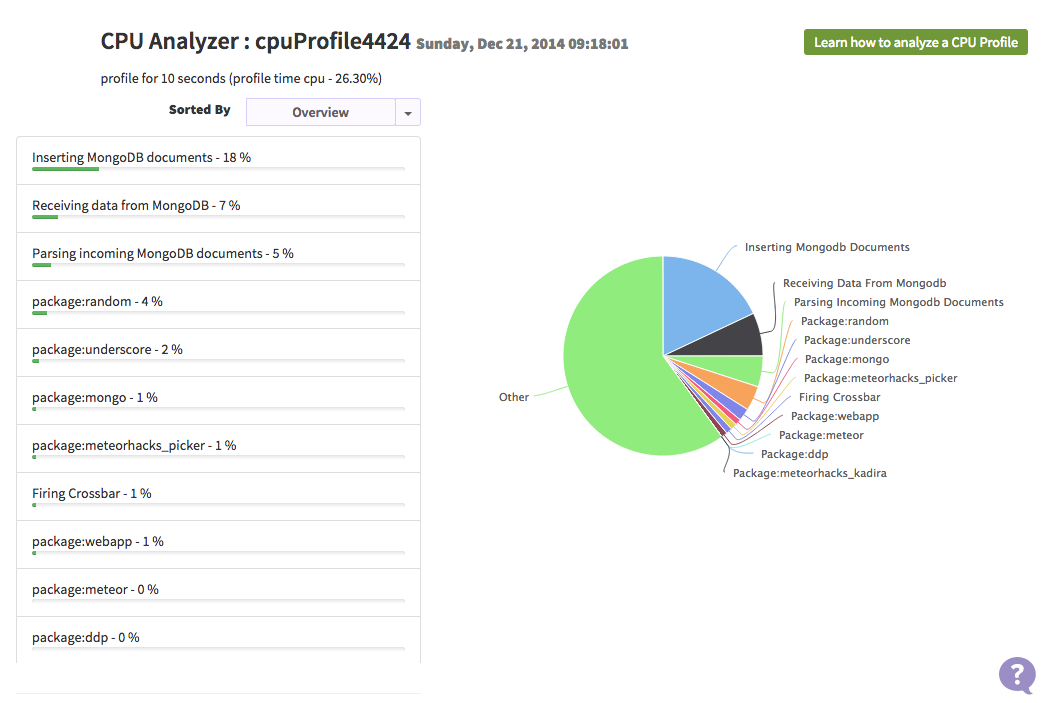 CPU Analyzer : cpuProfile4424 Sunday, Dec 21, 2014 09:18:01
Learn how to analyze a CPU Profile
profile for 10 seconds (profile time cpu - 26.30%)
Sorted By
Overview
Inserting MongoDB documents - 18 %
Receiving data from MongoDB - 7 %
Parsing incoming MongoDB documents - 5 %
package:random - 4 %
package:underscore - 2 %
package:mongo - 1 %
package:meteorhacks_picker - 1 %
Firing Crossbar - 1 %
package:webapp - 1 %
package:meteor - 0 %
package:ddp - 0 %
Inserting Mongodb Documents
Receiving Data From Mongodb
Parsing Incoming Mongodb Documents
Package:random
Package:underscore
Package:mongo
Package:meteorhacks_picker
Firing Crossbar
Package:webapp
Package:meteor
Package:ddp
Package:meteorhacks_kadira
Other
?